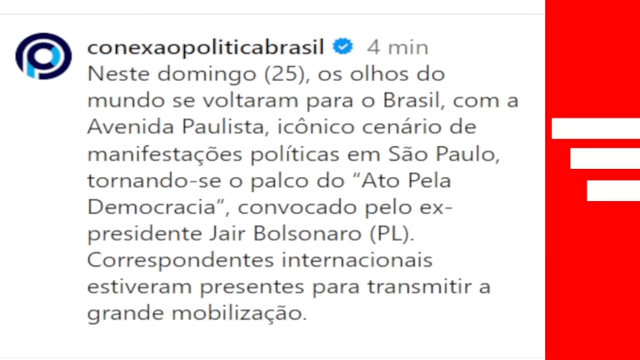 conexaopoliticabrasil 4 min
Neste domingo (25), os olhos do
mundo se voltaram para o Brasil, com a
Avenida Paulista, icônico cenário de
manifestações políticas em São Paulo,
tornando-se o palco do “Ato Pela
Democracia”, convocado pelo ex-
presidente Jair Bolsonaro (PL).
Correspondentes internacionais
estiveram presentes para transmitir a
grande mobilização.